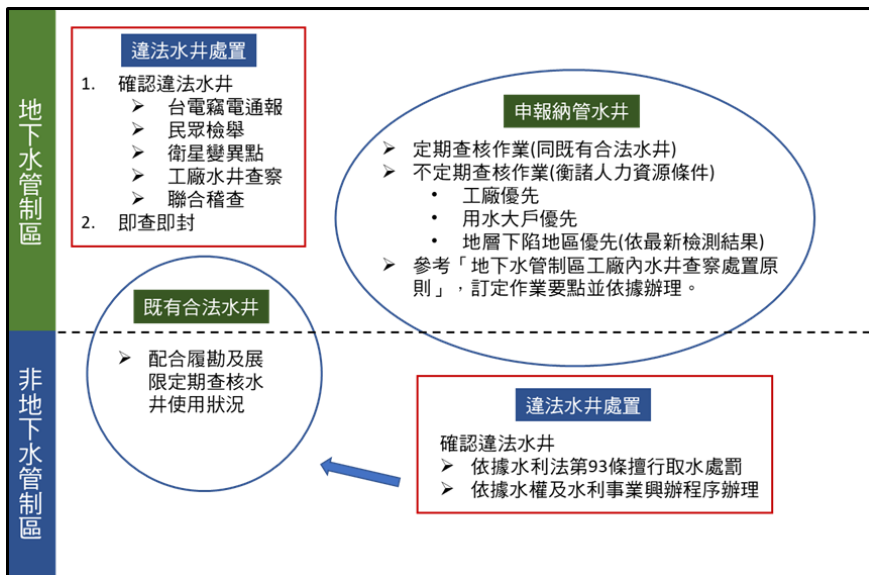 地下水管制區
違法水井處置
1. 確認違法水井
➢ 台電竊電通報
➢ 民眾檢舉
➢ 衛星變異點
➢ 工廠水井查察
➢ 聯合稽查
2. 即查即封
申報納管水井
➢ 定期查核作業(同既有合法水井)
➢ 不定期查核作業(衡諸人力資源條件)
• 工廠優先
• 用水大戶優先
• 地層下陷地區優先(依最新檢測結果)
➢ 參考「地下水管制區工廠內水井查察處置原
則」，訂定作業要點並依據辦理。
既有合法水井
➢ 配合履勘及展
限定期查核水
井使用狀況
非地下水管制區
違法水井處置
確認違法水井
➢ 依據水利法第93條擅行取水處罰
➢ 依據水權及水利事業興辦程序辦理